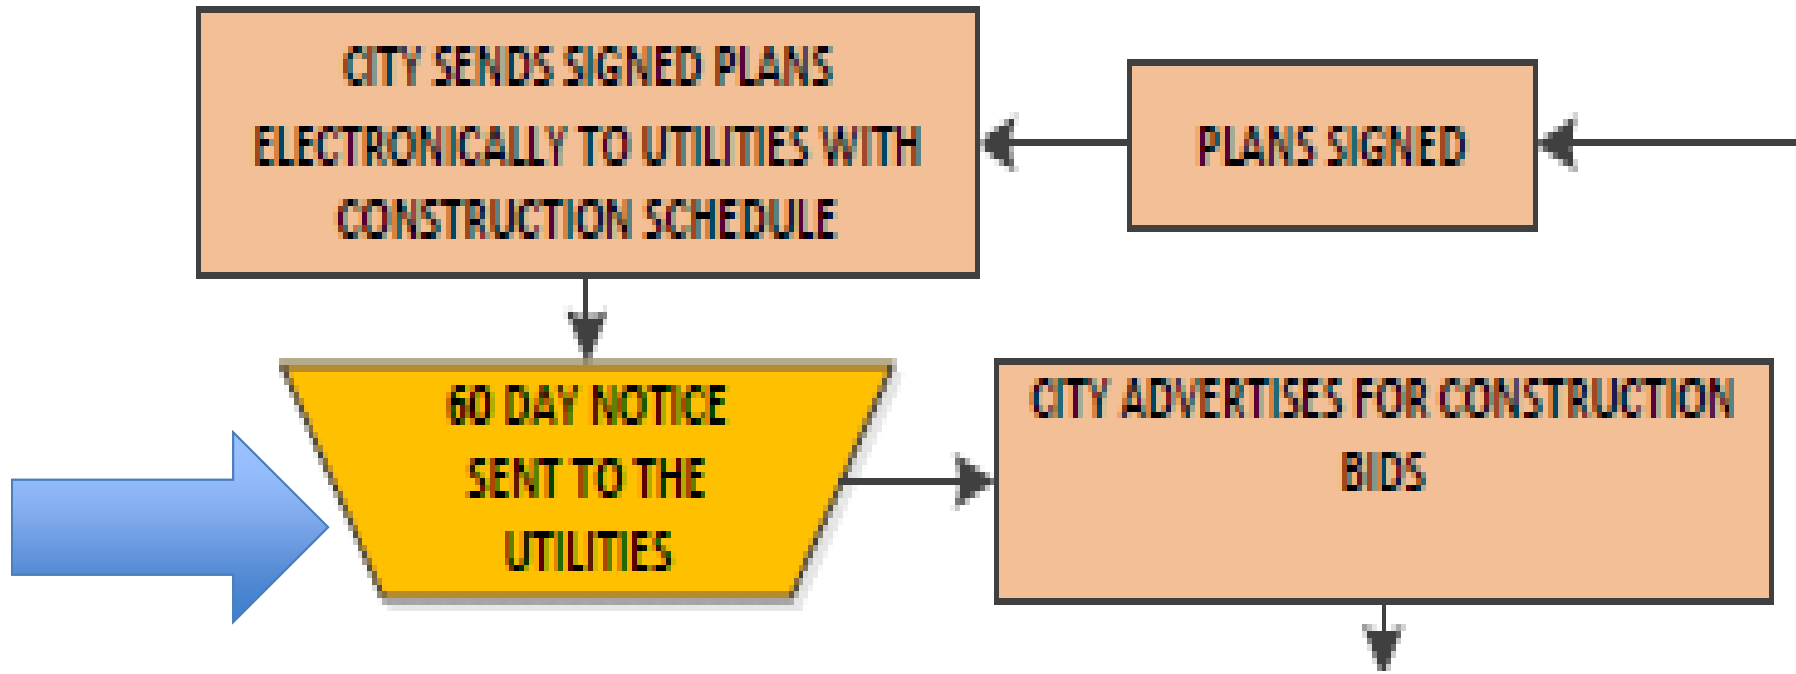 CITY SENDS SIGNED PLANS
ELECTRONICALLY TO UTILITIES WITH
CONSTRUCTION SCHEDULE
PLANS SIGNED
60 DAY NOTICE
SENT TO THE
UTILITIES
CITY ADVERTISES FOR CONSTRUCTION
BIDS